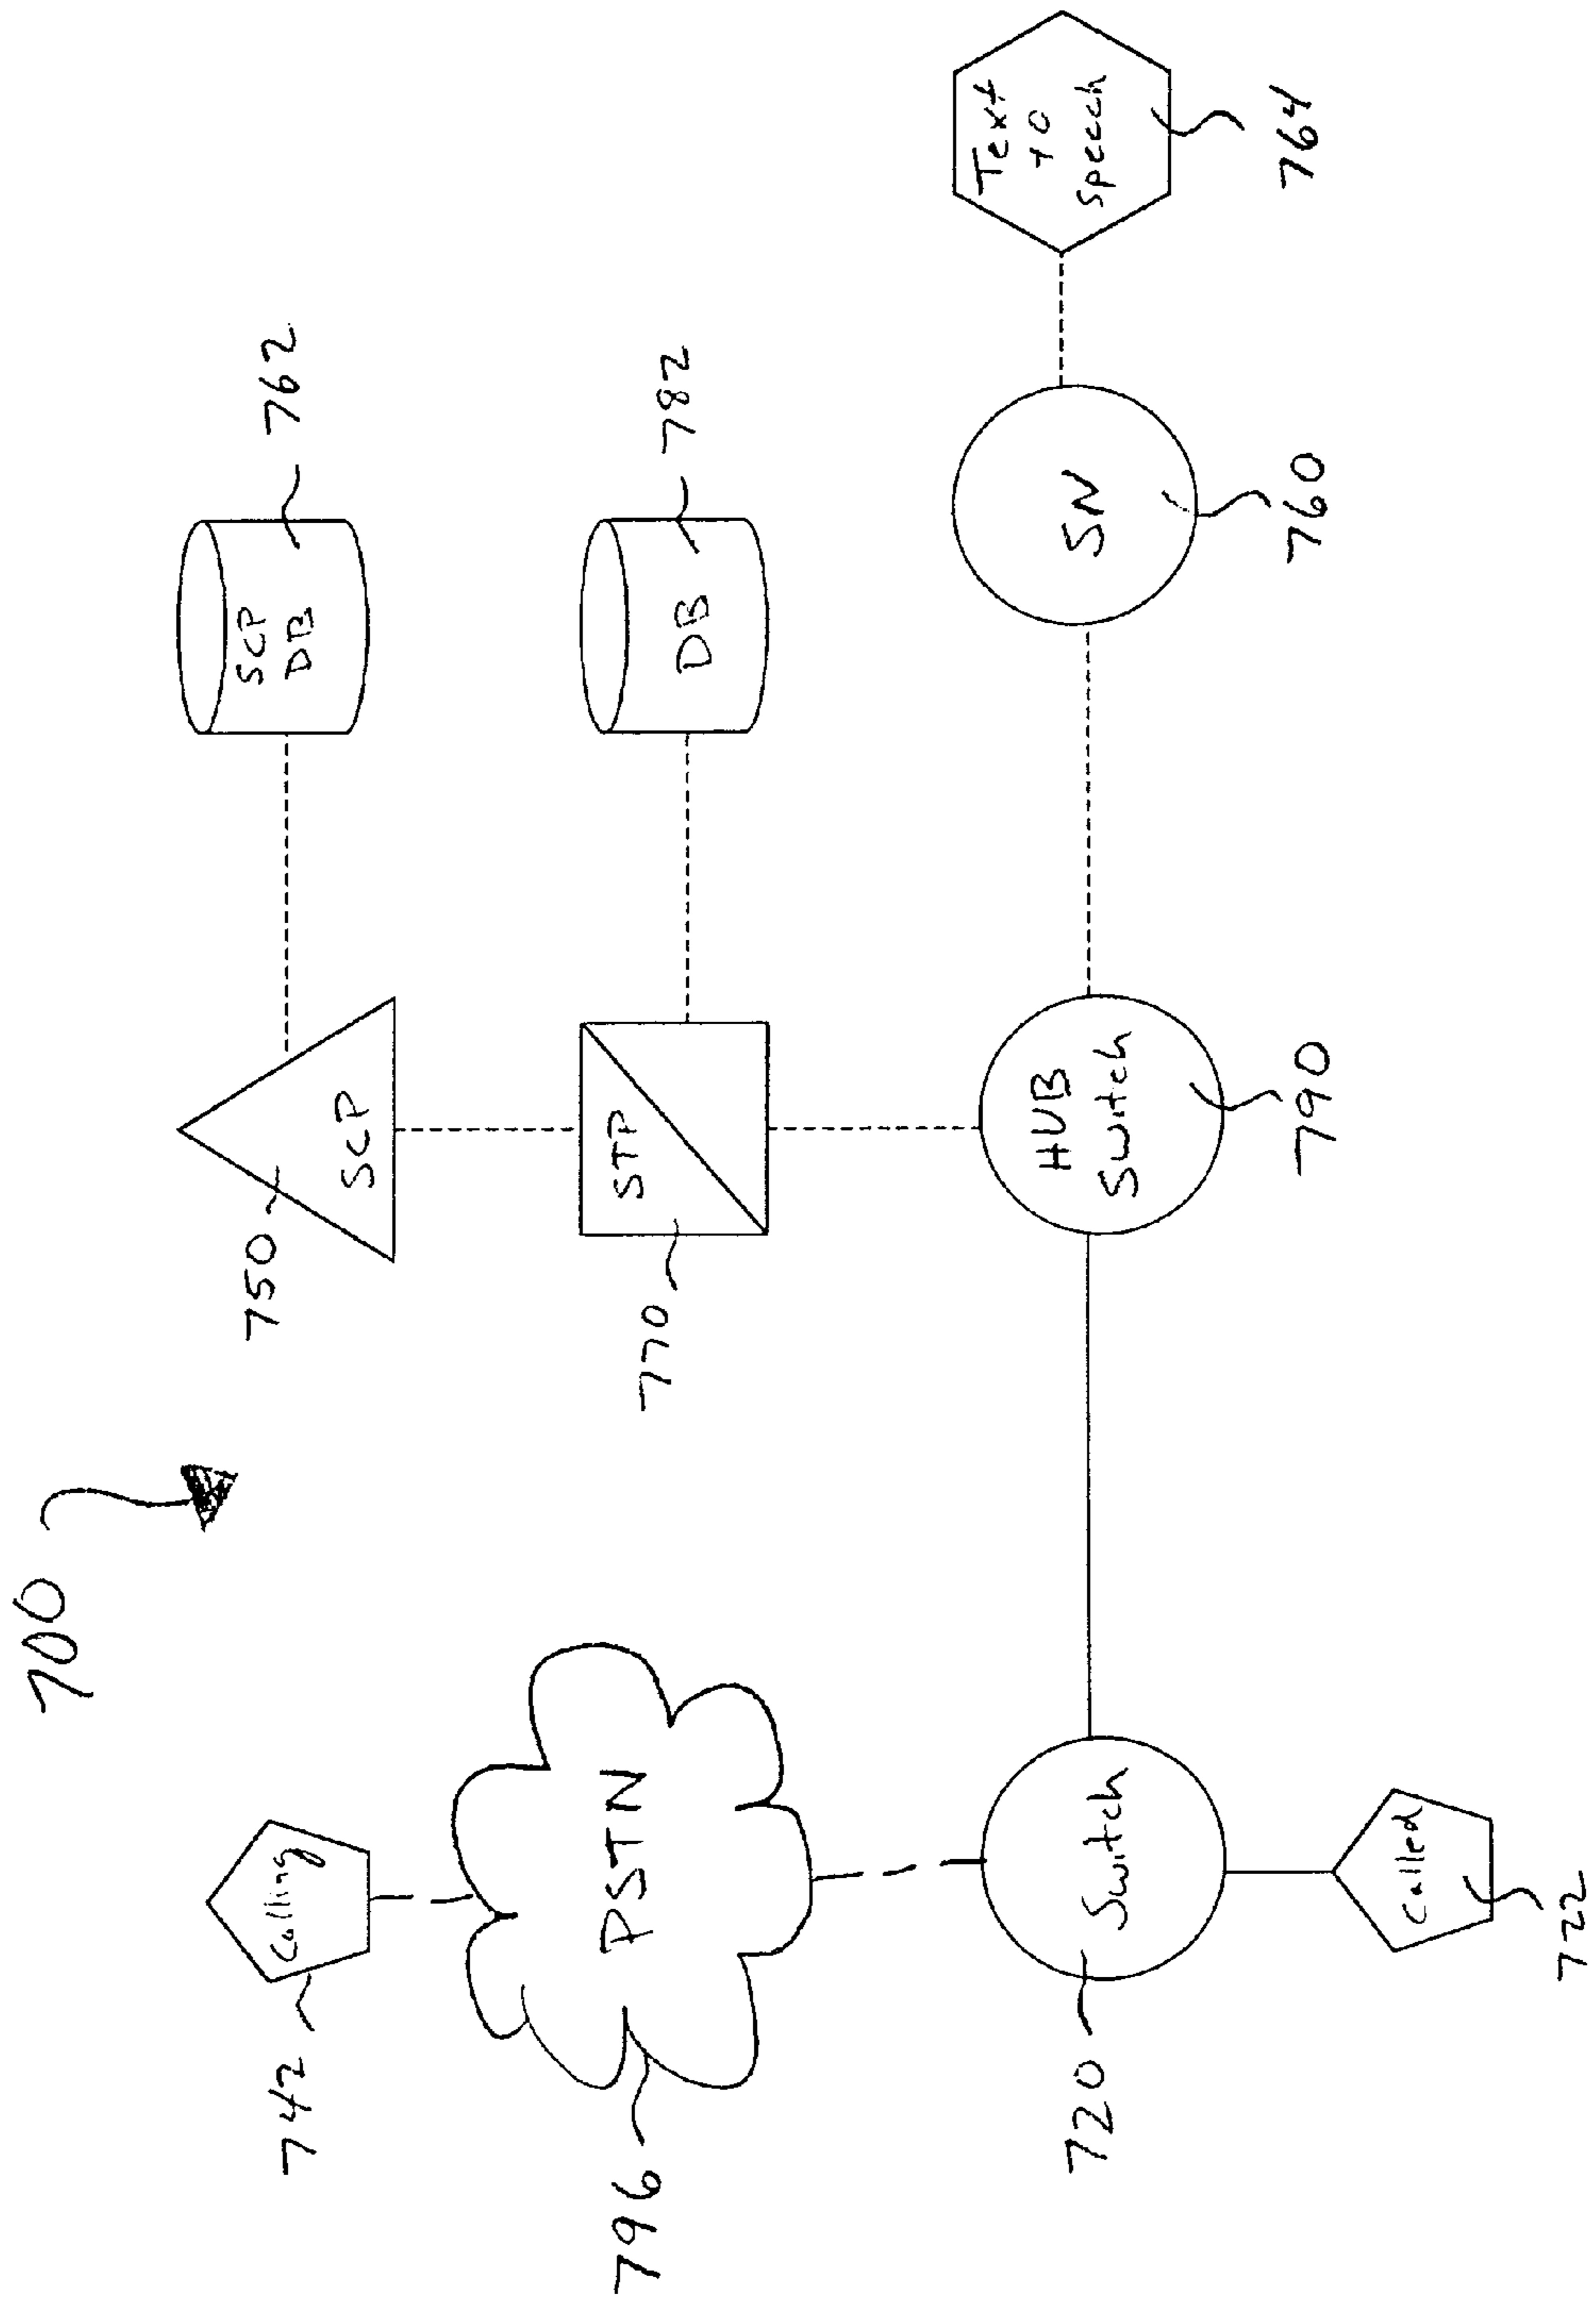 700
742
Calling
750
SCP
SCP
DB
762
796
PSTN
770
STP
DB
782
720
Switch
HUB
Switch
790
SN
760
Text
to
Speech
764
Called
722